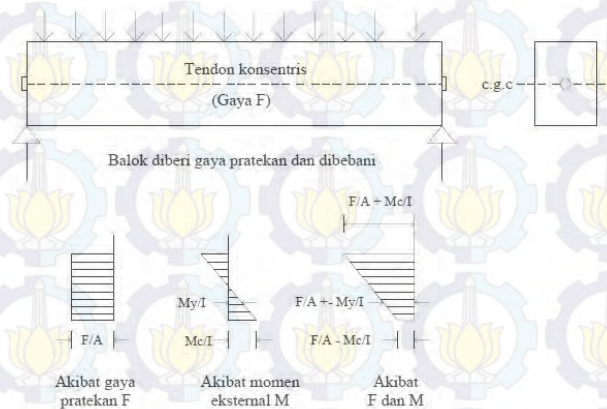 Tendon konsentris
(Gaya F)
c.g.c
Balok diberi gaya pratekan dan dibebani
F/A + Mc/I
My/I
F/A +- My/I
F/A
Mc/I
F/A - Mc/I
Akibat gaya
pratekan F
Akibat momen
eksternal M
Akibat
F dan M